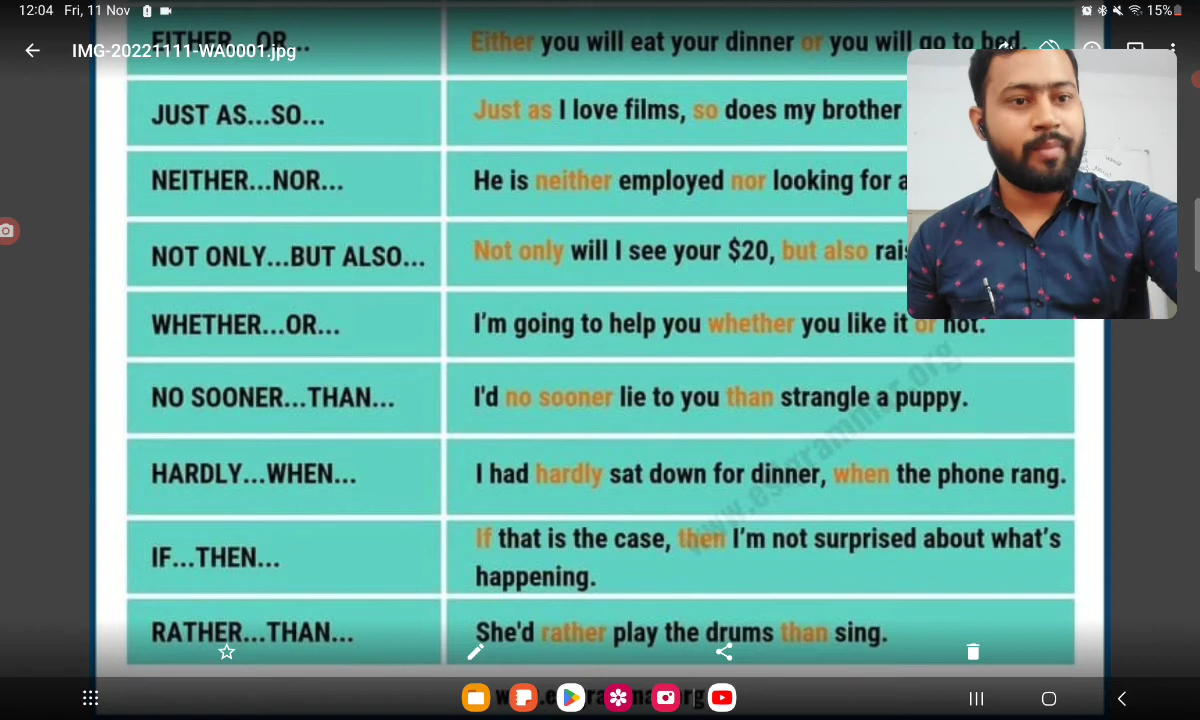 12:04 Fri, 11 Nov 15%
IMG-20221111-WA0001.jpg
EITHER...OR... Either you will eat your dinner or you will go to bed.
JUST AS...SO... Just as I love films, so does my brother
NEITHER...NOR... He is neither employed nor looking for a
NOT ONLY...BUT ALSO... Not only will I see your $20, but also rai
WHETHER...OR... I'm going to help you whether you like it or not.
NO SOONER...THAN... I'd no sooner lie to you than strangle a puppy.
HARDLY...WHEN... I had hardly sat down for dinner, when the phone rang.
IF...THEN... If that is the case, then I'm not surprised about what's
happening.
RATHER...THAN... She'd rather play the drums than sing.
www.eslgrammar.org